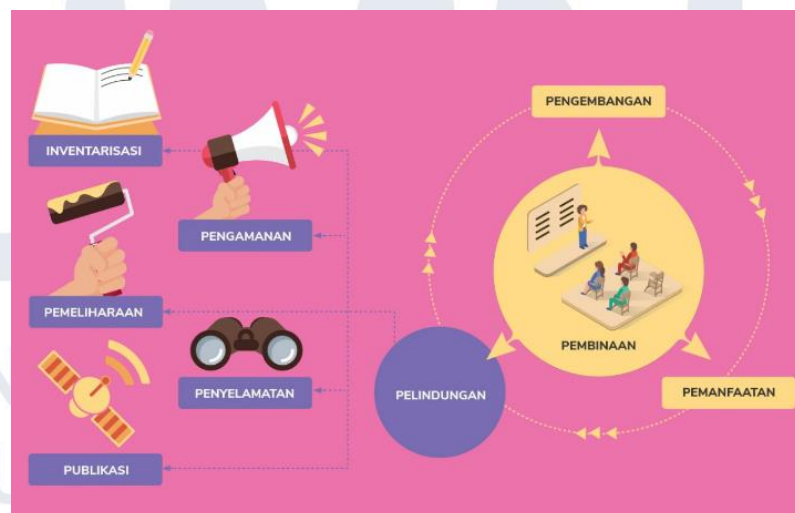 INVENTARISASI
PENGAMANAN
PEMELIHARAAN
PENYELAMATAN
PUBLIKASI
PELINDUNGAN
PENGEMBANGAN
PEMBINAAN
PEMANFAATAN